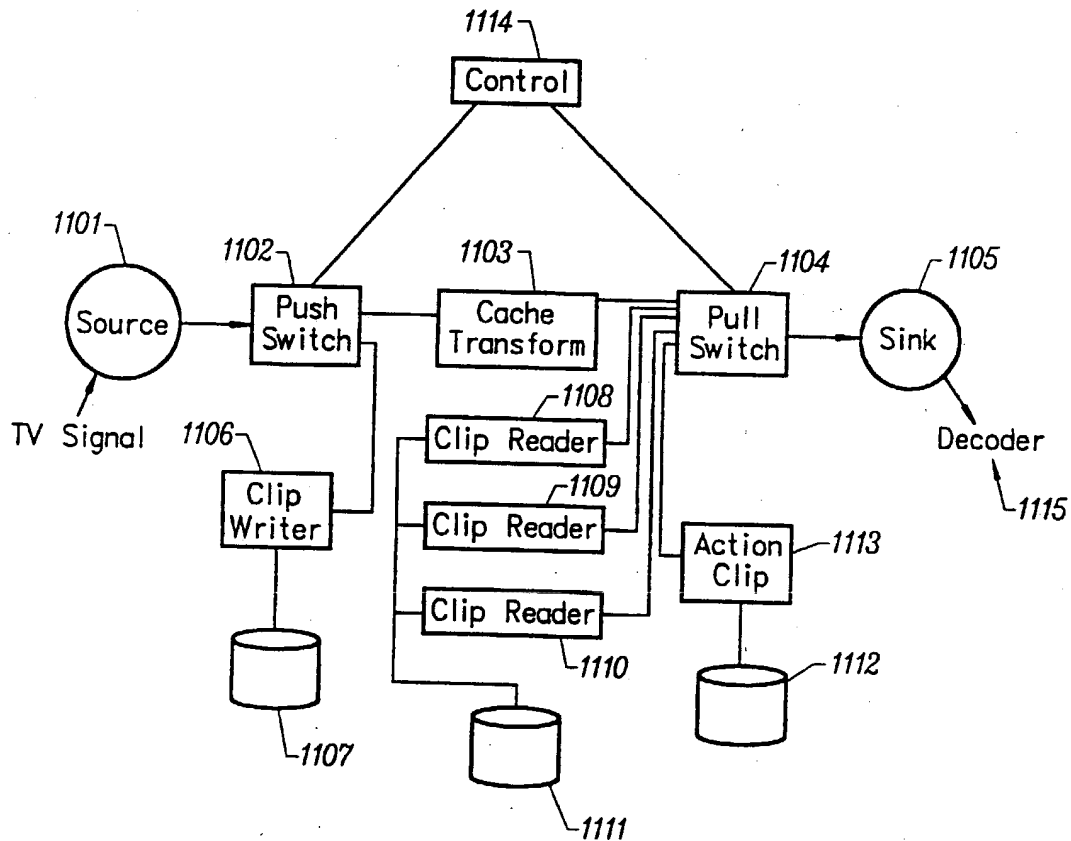 1114
Control
1101
1102
1103
1104
1105
Source
Push
Switch
Cache
Transform
Pull
Switch
Sink
TV Signal
1106
1108
Clip Reader
Decoder
1115
Clip
Writer
1109
Clip Reader
Action
Clip
1113
Clip Reader
1110
1112
1107
1111